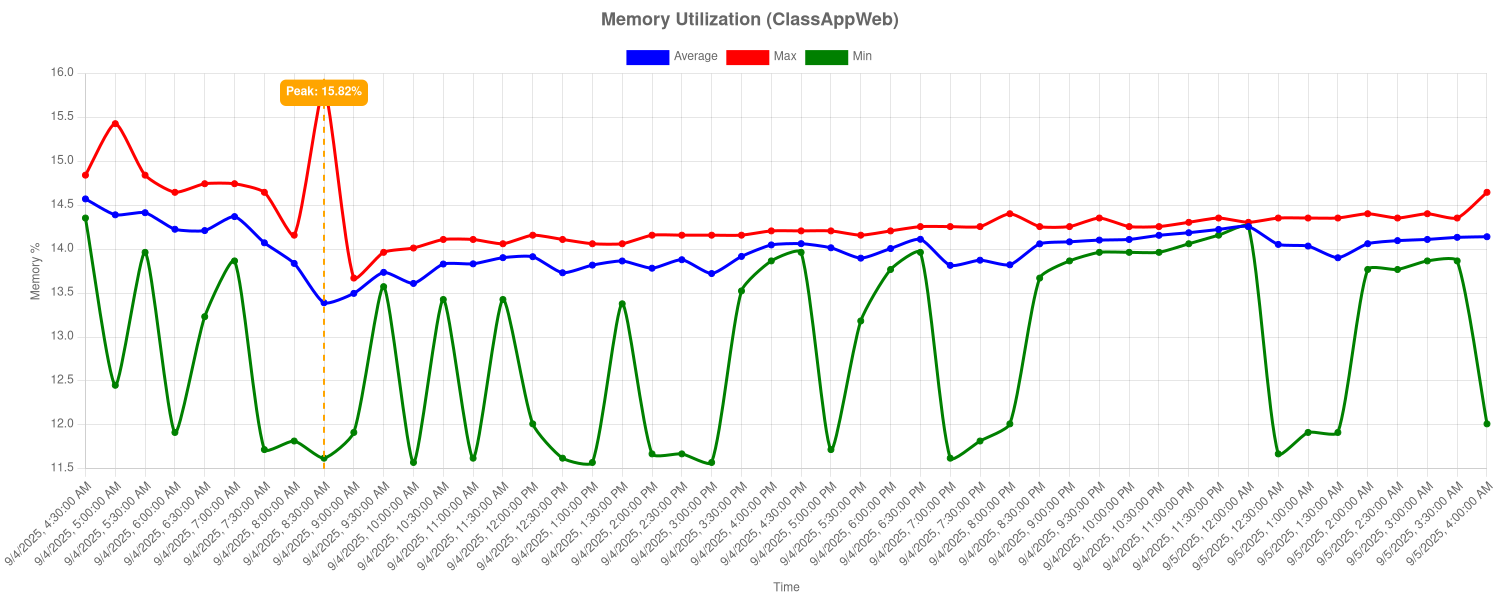 Memory Utilization (ClassAppWeb)
Average Max Min
Peak: 15.82%
16.0
15.5
15.0
14.5
14.0
13.5
13.0
12.5
12.0
11.5
Memory %
9/4/2025, 4:30:00 AM
9/4/2025, 5:00:00 AM
9/4/2025, 5:30:00 AM
9/4/2025, 6:00:00 AM
9/4/2025, 6:30:00 AM
9/4/2025, 7:00:00 AM
9/4/2025, 7:30:00 AM
9/4/2025, 8:00:00 AM
9/4/2025, 8:30:00 AM
9/4/2025, 9:00:00 AM
9/4/2025, 9:30:00 AM
9/4/2025, 10:00:00 AM
9/4/2025, 10:30:00 AM
9/4/2025, 11:00:00 AM
9/4/2025, 11:30:00 AM
9/4/2025, 12:00:00 PM
9/4/2025, 12:30:00 PM
9/4/2025, 1:00:00 PM
9/4/2025, 1:30:00 PM
9/4/2025, 2:00:00 PM
9/4/2025, 2:30:00 PM
9/4/2025, 3:00:00 PM
9/4/2025, 3:30:00 PM
9/4/2025, 4:00:00 PM
9/4/2025, 4:30:00 PM
9/4/2025, 5:00:00 PM
9/4/2025, 5:30:00 PM
9/4/2025, 6:00:00 PM
9/4/2025, 6:30:00 PM
9/4/2025, 7:00:00 PM
9/4/2025, 7:30:00 PM
9/4/2025, 8:00:00 PM
9/4/2025, 8:30:00 PM
9/4/2025, 9:00:00 PM
9/4/2025, 9:30:00 PM
9/4/2025, 10:00:00 PM
9/4/2025, 10:30:00 PM
9/4/2025, 11:00:00 PM
9/4/2025, 11:30:00 PM
9/5/2025, 12:00:00 AM
9/5/2025, 12:30:00 AM
9/5/2025, 1:00:00 AM
9/5/2025, 1:30:00 AM
9/5/2025, 2:00:00 AM
9/5/2025, 2:30:00 AM
9/5/2025, 3:00:00 AM
9/5/2025, 3:30:00 AM
9/5/2025, 4:00:00 AM
Time